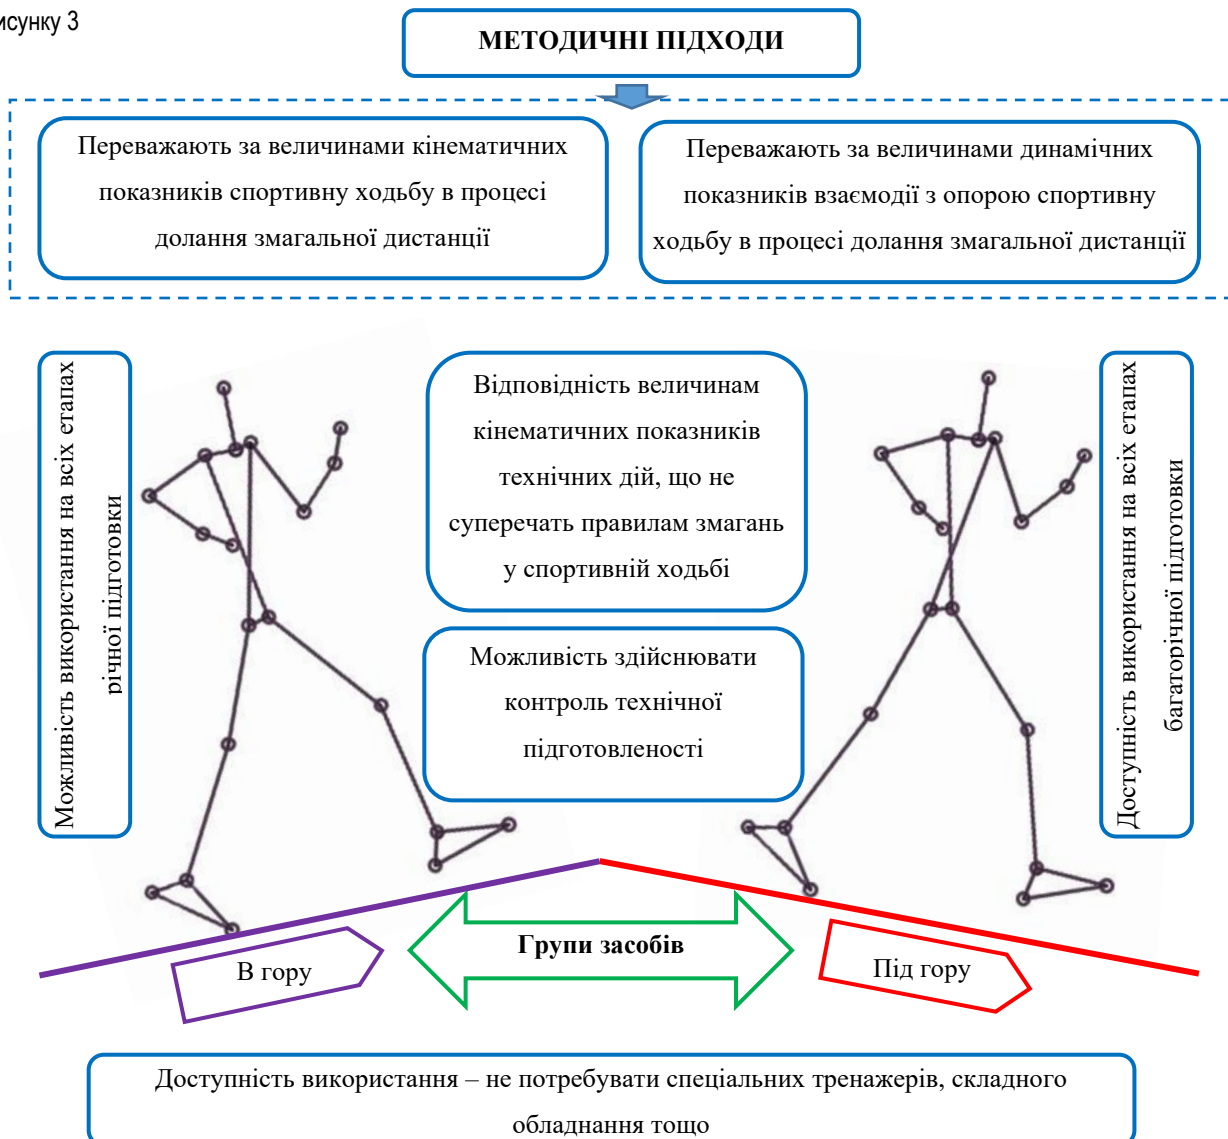 исунку 3
МЕТОДИЧНІ ПІДХОДИ
Переважають за величинами кінематичних
показників спортивну ходьбу в процесі
долання змагальної дистанції
Переважають за величинами динамічних
показників взаємодії з опорою спортивну
ходьбу в процесі долання змагальної дистанції
Можливість використання на всіх етапах
річної підготовки
Відповідність величинам
кінематичних показників
технічних дій, що не
суперечать правилам змагань
у спортивній ходьбі
Можливість здійснювати
контроль технічної
підготовленості
Доступність використання на всіх етапах
багаторічної підготовки
В гору
Групи засобів
Під гору
Доступність використання – не потребувати спеціальних тренажерів, складного
обладнання тощо